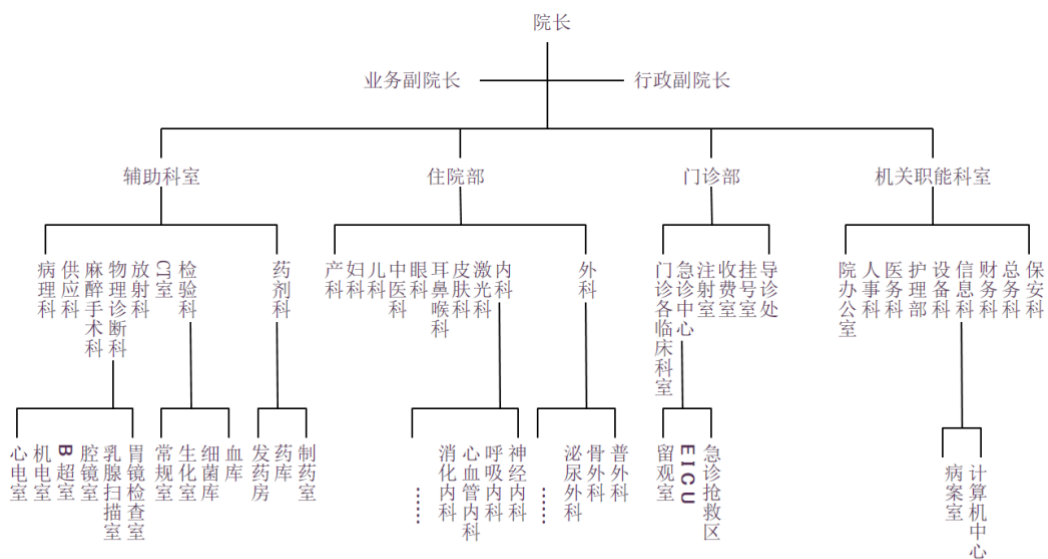 院长
业务副院长
行政副院长
辅助科室
住院部
门诊部
机关职能科室
病理科
供应科
麻醉手术科
物理诊断科
放射科
CT室
检验科
药剂科
产科
妇科
儿科
中医科
眼科
耳鼻喉科
皮肤科
激光科
内科
外科
门诊各临床科室
急诊中心
注射室
收费室
挂号室
导诊处
院办公室
人事科
医务科
护理部
设备科
信息科
财务科
总务科
保安科
心电室
机电室
B超室
腔镜室
乳腺扫描室
胃镜检查室
常规室
生化室
细菌库
血库
发药房
药库
制药室
……
消化内科
心血管内科
呼吸内科
神经内科
……
泌尿外科
骨外科
普外科
留观室
EICU
急诊抢救区
病案室
计算机中心